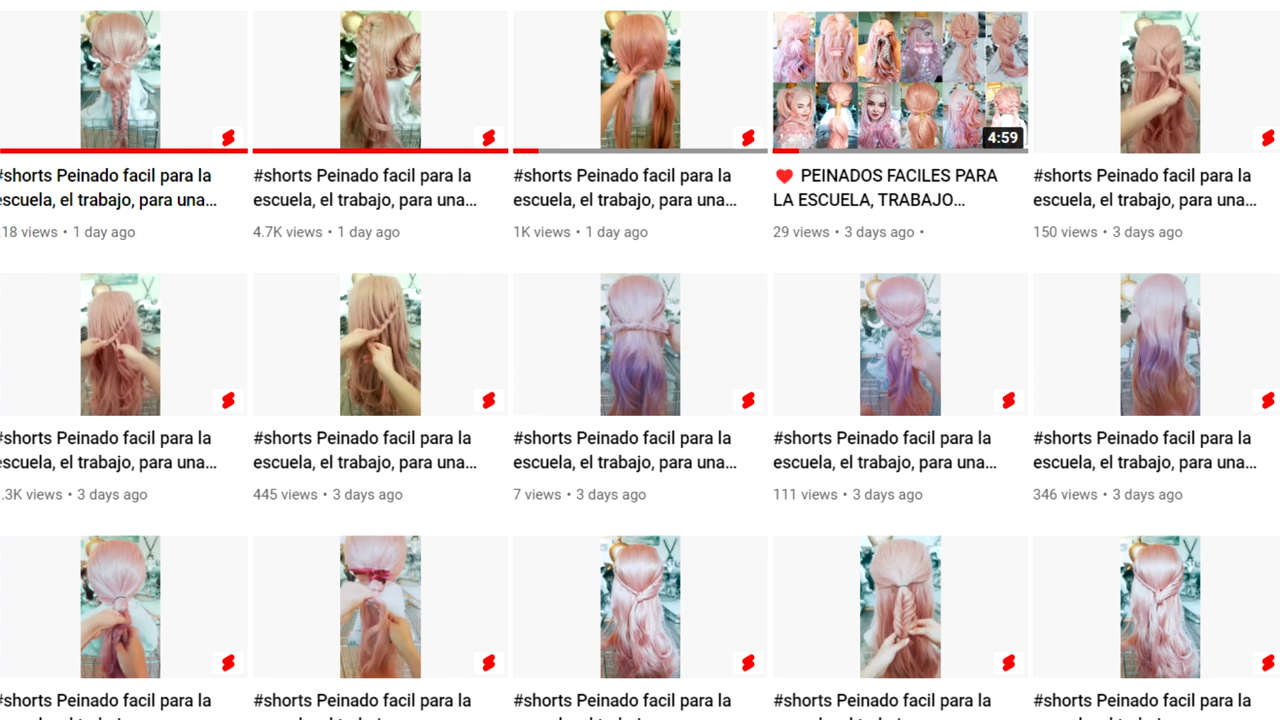 4:59
#shorts Peinado facil para la
escuela, el trabajo, para una...
18 views • 1 day ago
#shorts Peinado facil para la
escuela, el trabajo, para una...
4.7K views • 1 day ago
#shorts Peinado facil para la
escuela, el trabajo, para una...
1K views • 1 day ago
❤️ PEINADOS FACILES PARA
LA ESCUELA, TRABAJO...
29 views • 3 days ago •
#shorts Peinado facil para la
escuela, el trabajo, para una...
150 views • 3 days ago
#shorts Peinado facil para la
escuela, el trabajo, para una...
.3K views • 3 days ago
#shorts Peinado facil para la
escuela, el trabajo, para una...
445 views • 3 days ago
#shorts Peinado facil para la
escuela, el trabajo, para una...
7 views • 3 days ago
#shorts Peinado facil para la
escuela, el trabajo, para una...
111 views • 3 days ago
#shorts Peinado facil para la
escuela, el trabajo, para una...
346 views • 3 days ago
#shorts Peinado facil para la
#shorts Peinado facil para la
#shorts Peinado facil para la
#shorts Peinado facil para la
#shorts Peinado facil para la